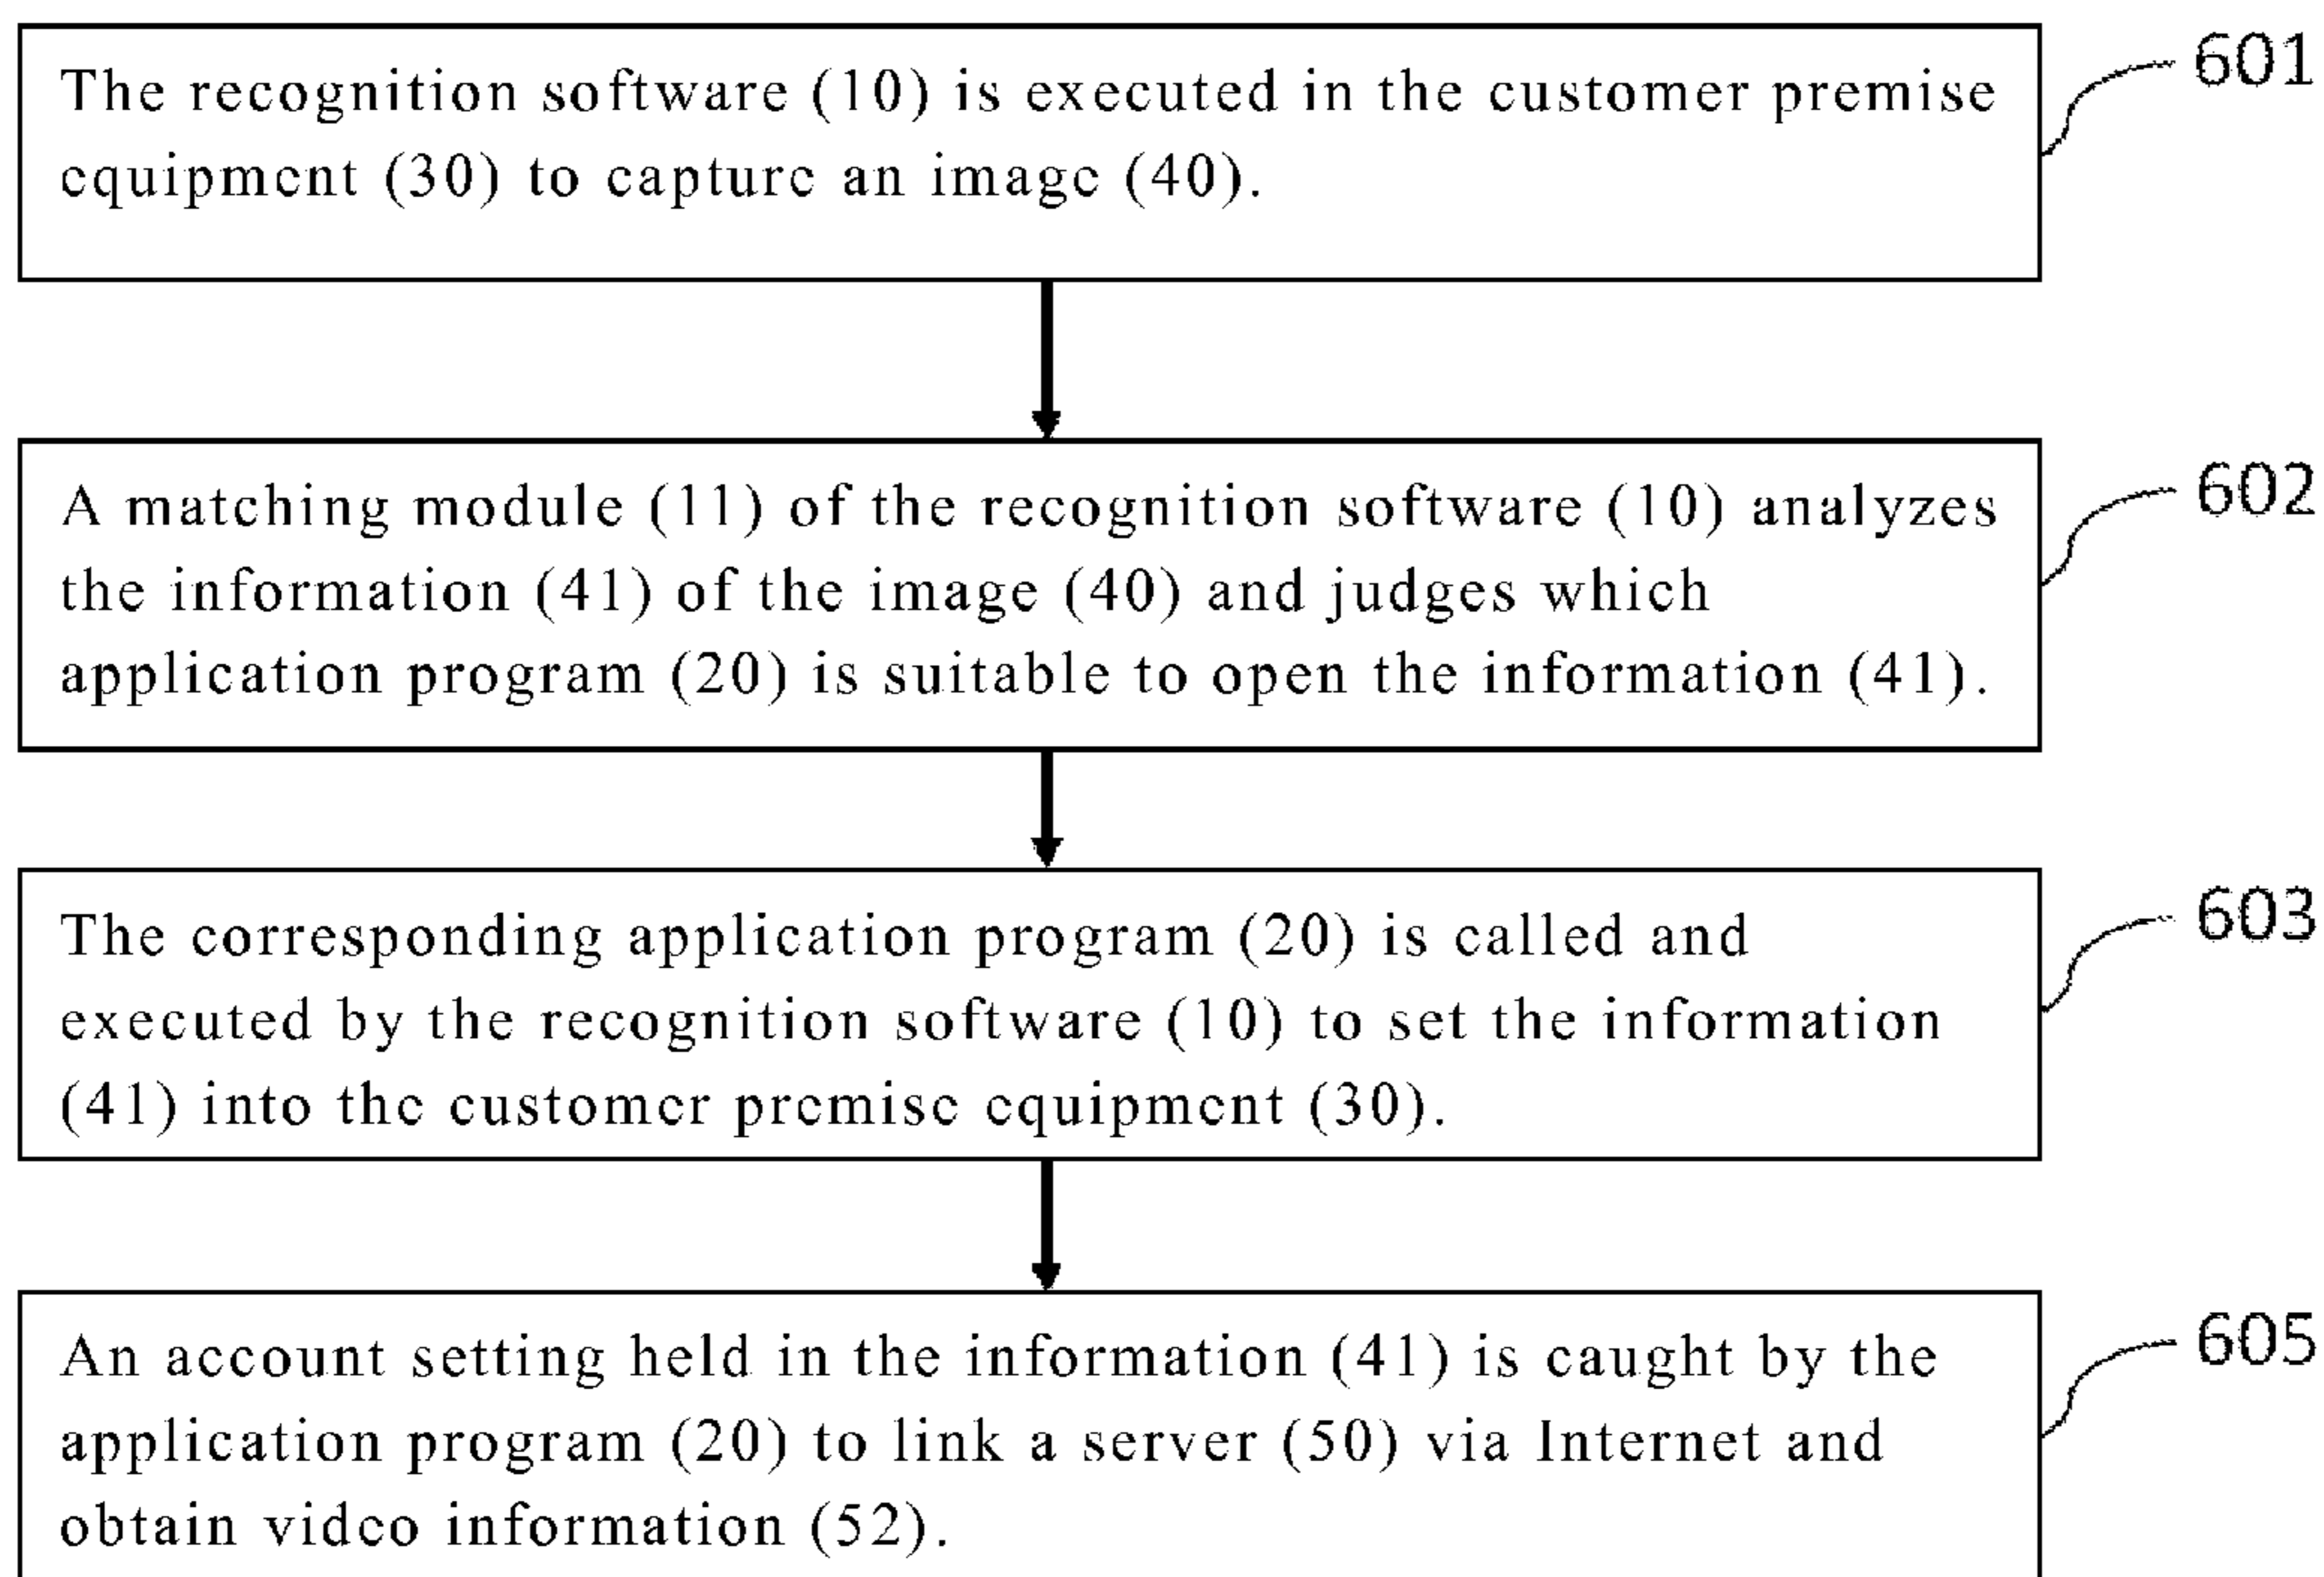 The recognition software (10) is executed in the customer premise
equipment (30) to capture an image (40).
601
A matching module (11) of the recognition software (10) analyzes
the information (41) of the image (40) and judges which
application program (20) is suitable to open the information (41).
602
The corresponding application program (20) is called and
executed by the recognition software (10) to set the information
(41) into the customer premise equipment (30).
603
An account setting held in the information (41) is caught by the
application program (20) to link a server (50) via Internet and
obtain video information (52).
605